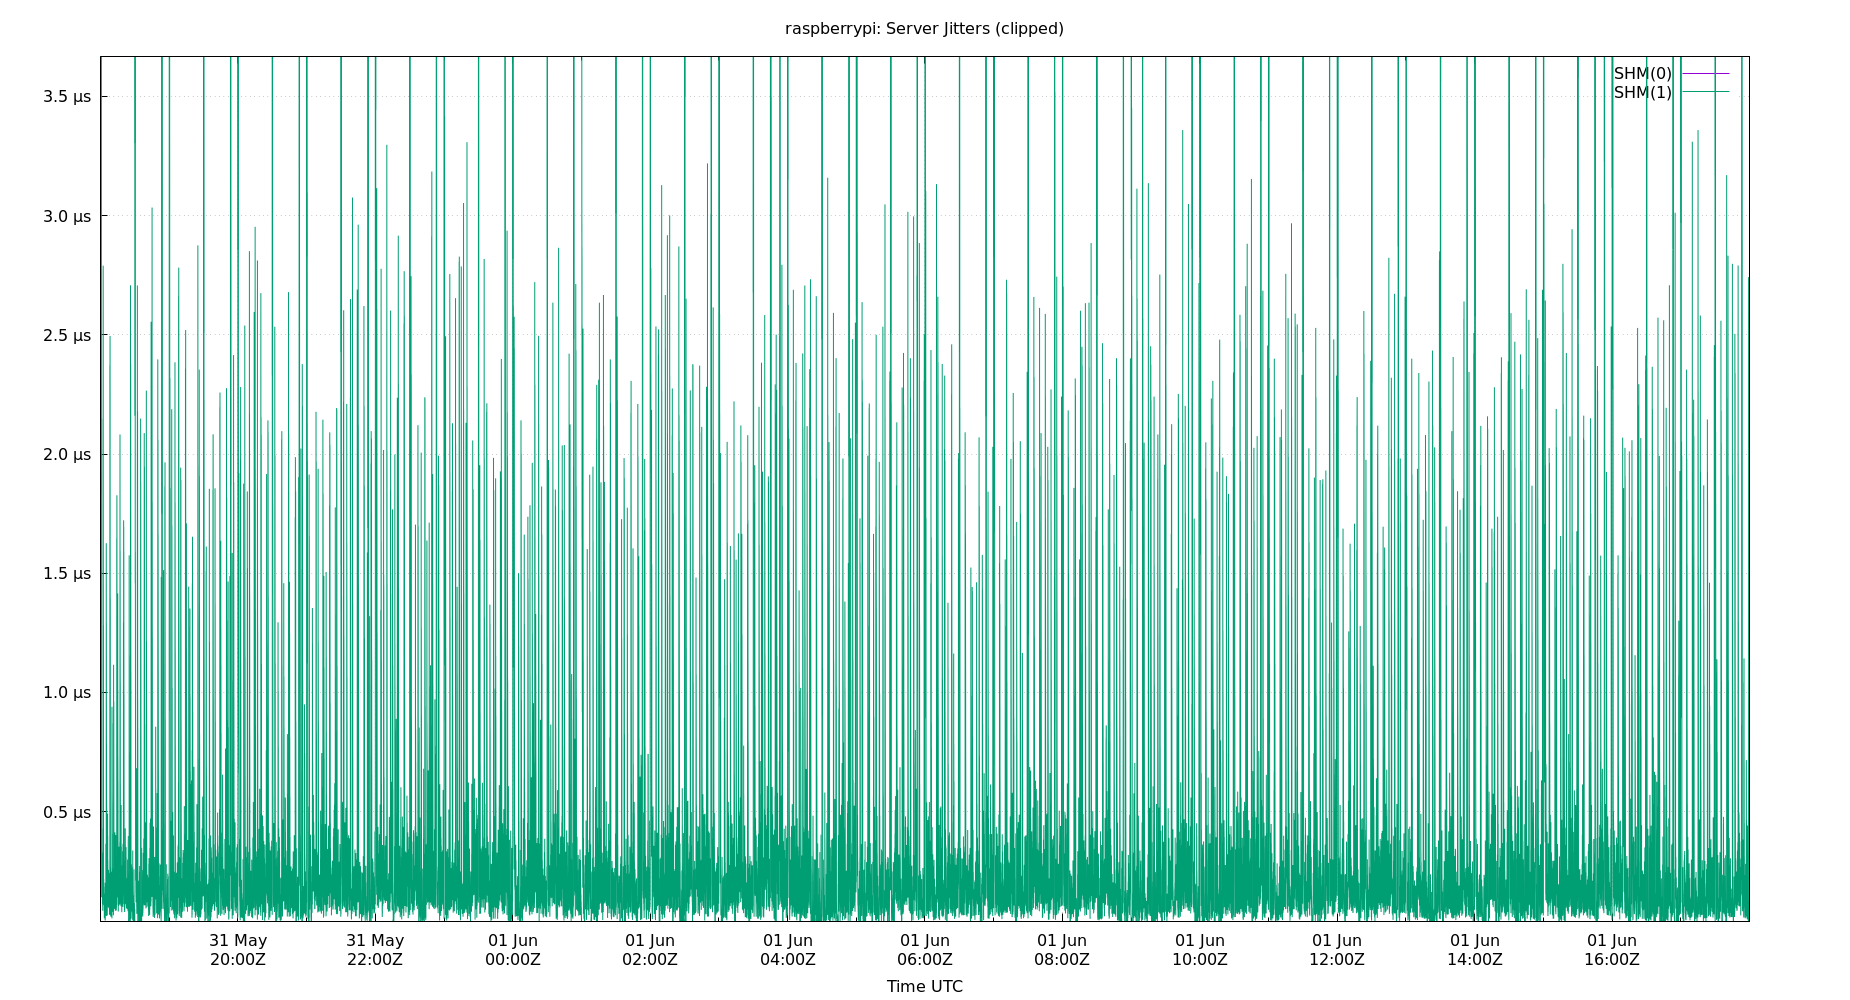 raspberrypi: Server Jitters (clipped)
SHM(0)
SHM(1)
3.5 µs
3.0 µs
2.5 µs
2.0 µs
1.5 µs
1.0 µs
0.5 µs
31 May 31 May 01 Jun 01 Jun 01 Jun 01 Jun 01 Jun 01 Jun 01 Jun 01 Jun 01 Jun
20:00Z 22:00Z 00:00Z 02:00Z 04:00Z 06:00Z 08:00Z 10:00Z 12:00Z 14:00Z 16:00Z
Time UTC